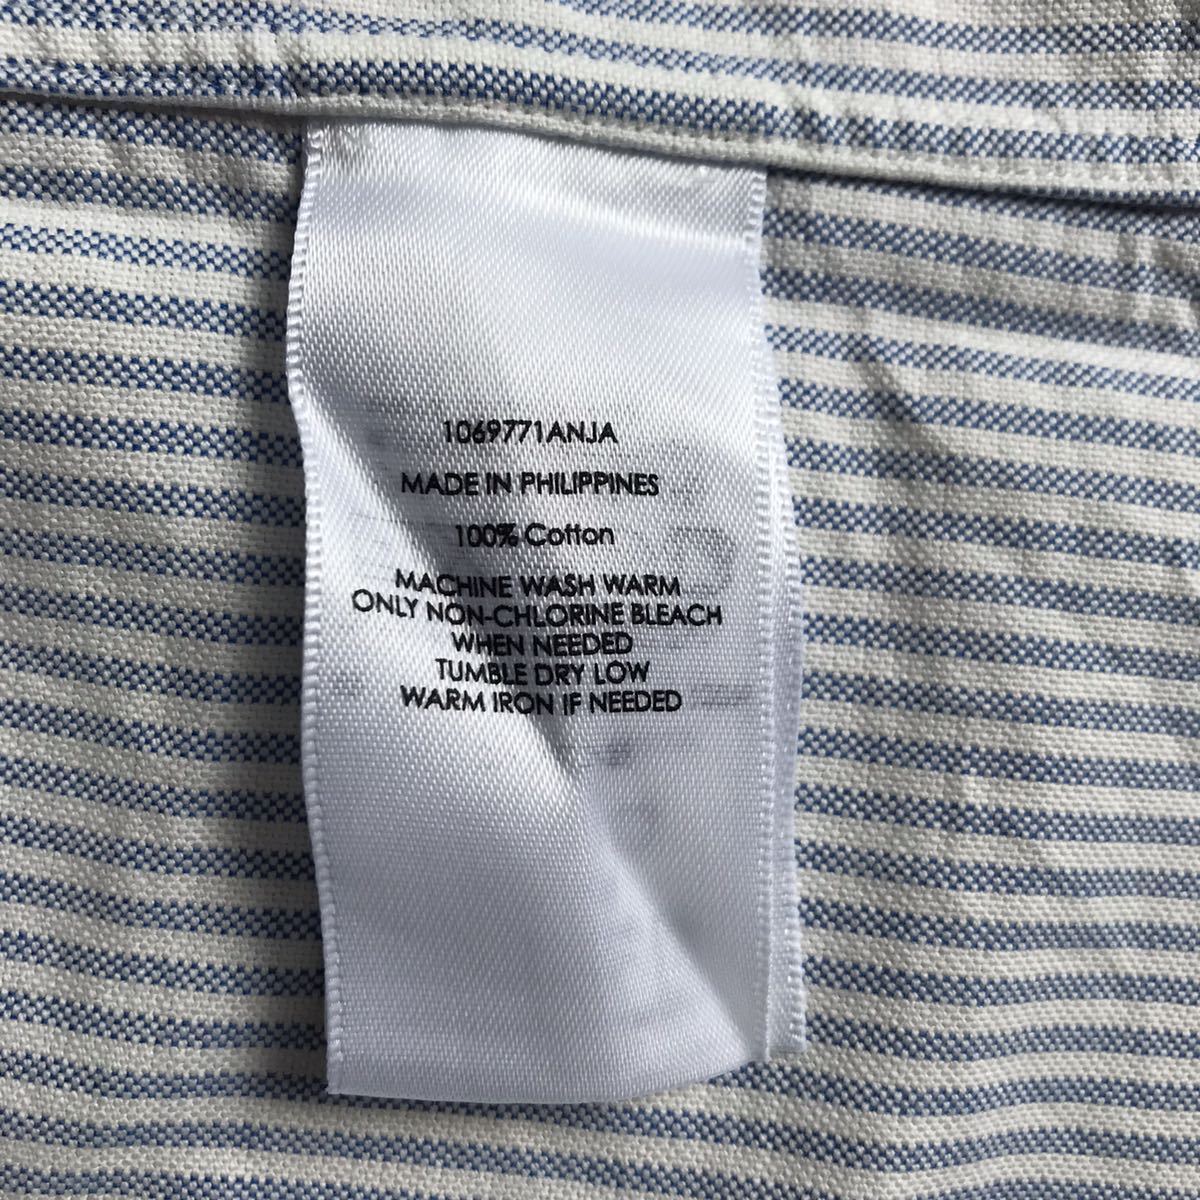 1069771ANJA
MADE IN PHILIPPINES
100% Cotton
MACHINE WASH WARM
ONLY NON-CHLORINE BLEACH
WHEN NEEDED
TUMBLE DRY LOW
WARM IRON IF NEEDED